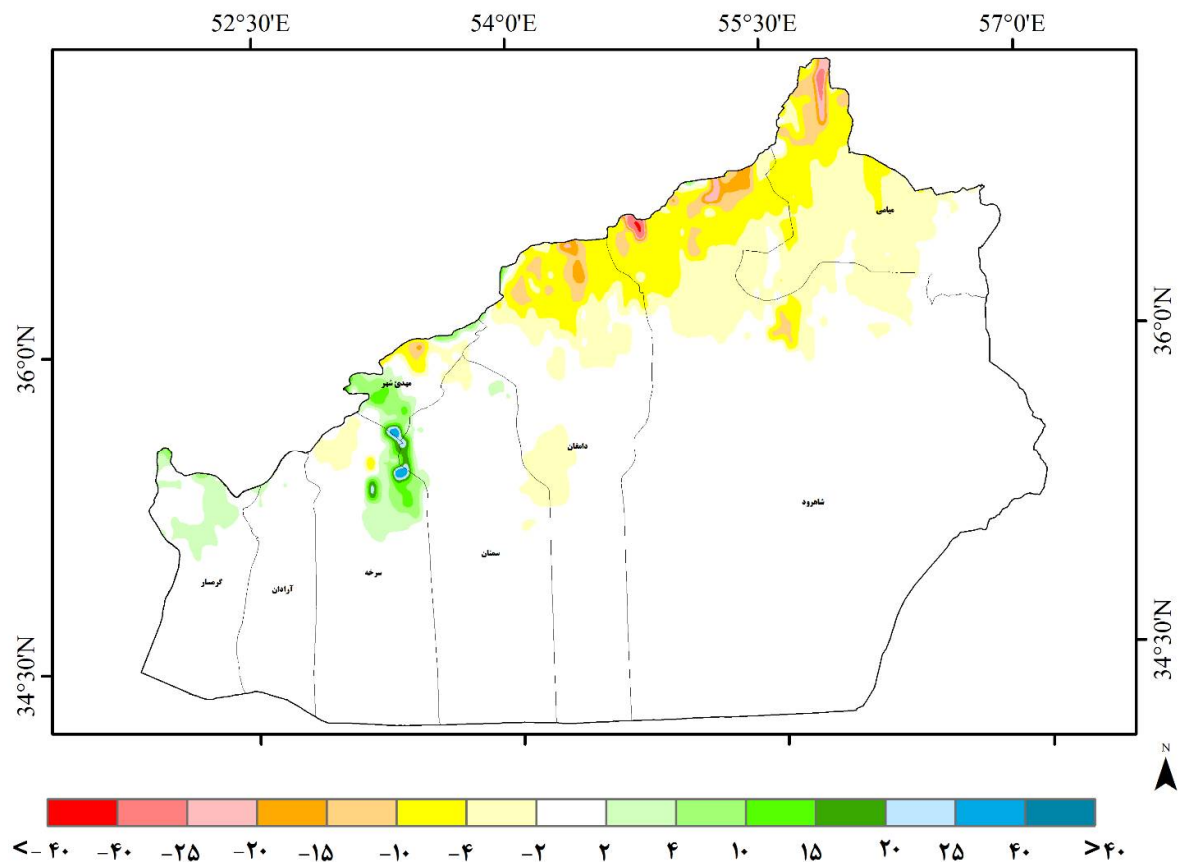 52°30'E 54°0'E 55°30'E 57°0'E
میامی
36°0'N
36°0'N
مهدئ شهر
دامغان
شاهرود
سمنان
سرخه
گرمسار
آرادان
34°30'N
34°30'N
N
<-۴۰ -۴۰ -۲۵ -۲۰ -۱۵ -۱۰ -۴ -۲ ۲ ۴ ۱۰ ۱۵ ۲۰ ۲۵ ۴۰ >۴۰